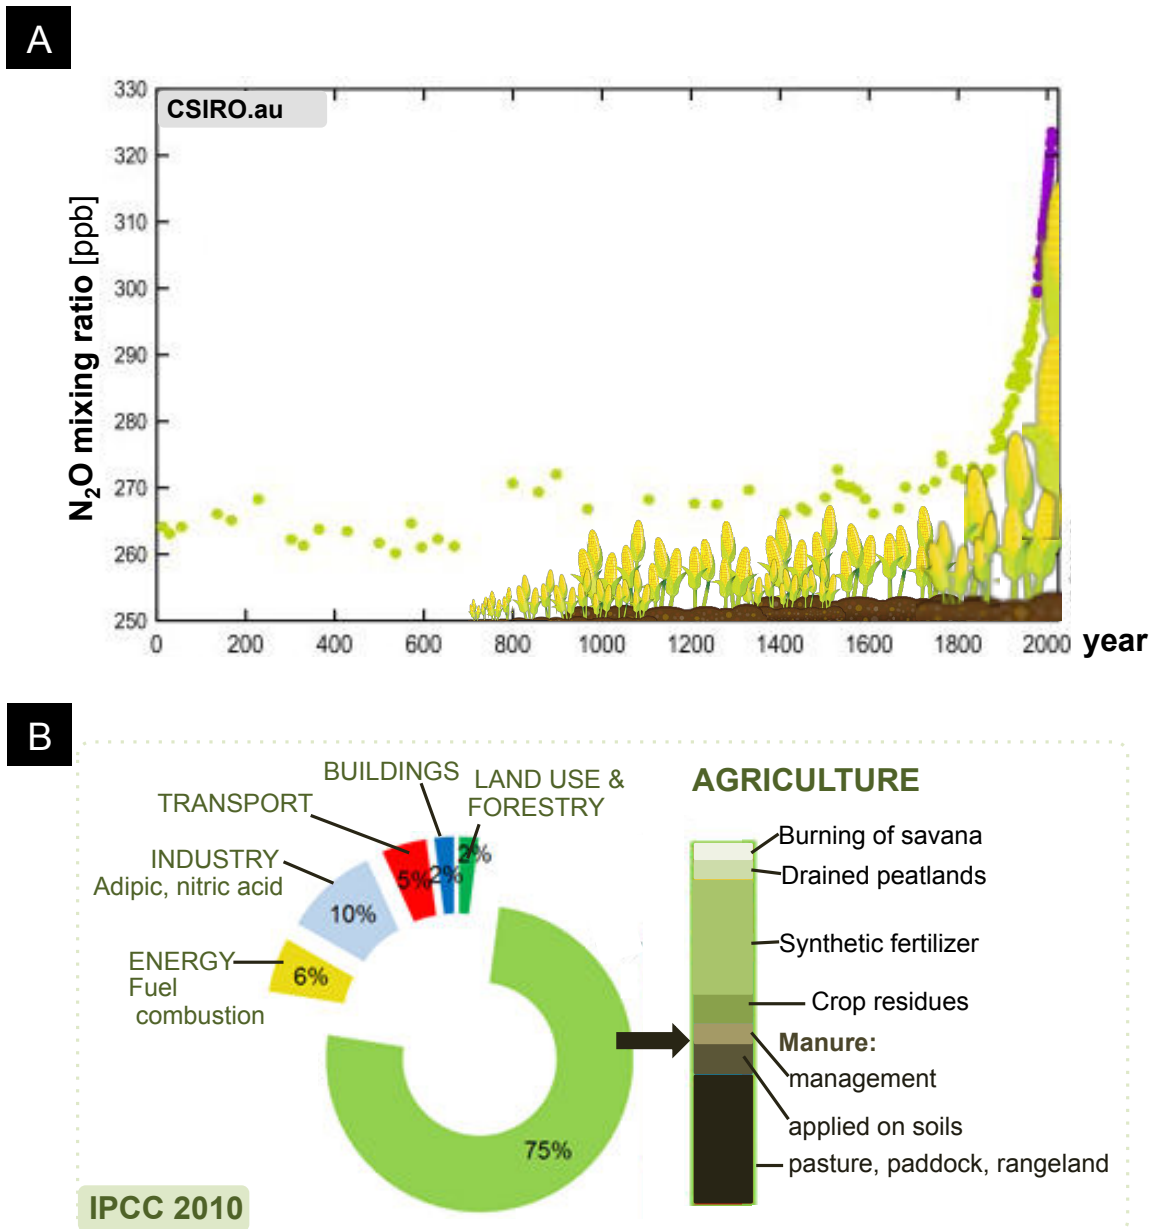 A
CSIRO.au
330
320
310
300
290
280
270
260
250
N₂O mixing ratio [ppb]
0 200 400 600 800 1000 1200 1400 1600 1800 2000
year
B
BUILDINGS
LAND USE &
FORESTRY
TRANSPORT
INDUSTRY
Adipic, nitric acid
ENERGY
Fuel
combustion
6%
10%
5%
2%
2%
75%
IPCC 2010
AGRICULTURE
Burning of savana
Drained peatlands
Synthetic fertilizer
Crop residues
Manure:
management
applied on soils
pasture, paddock, rangeland